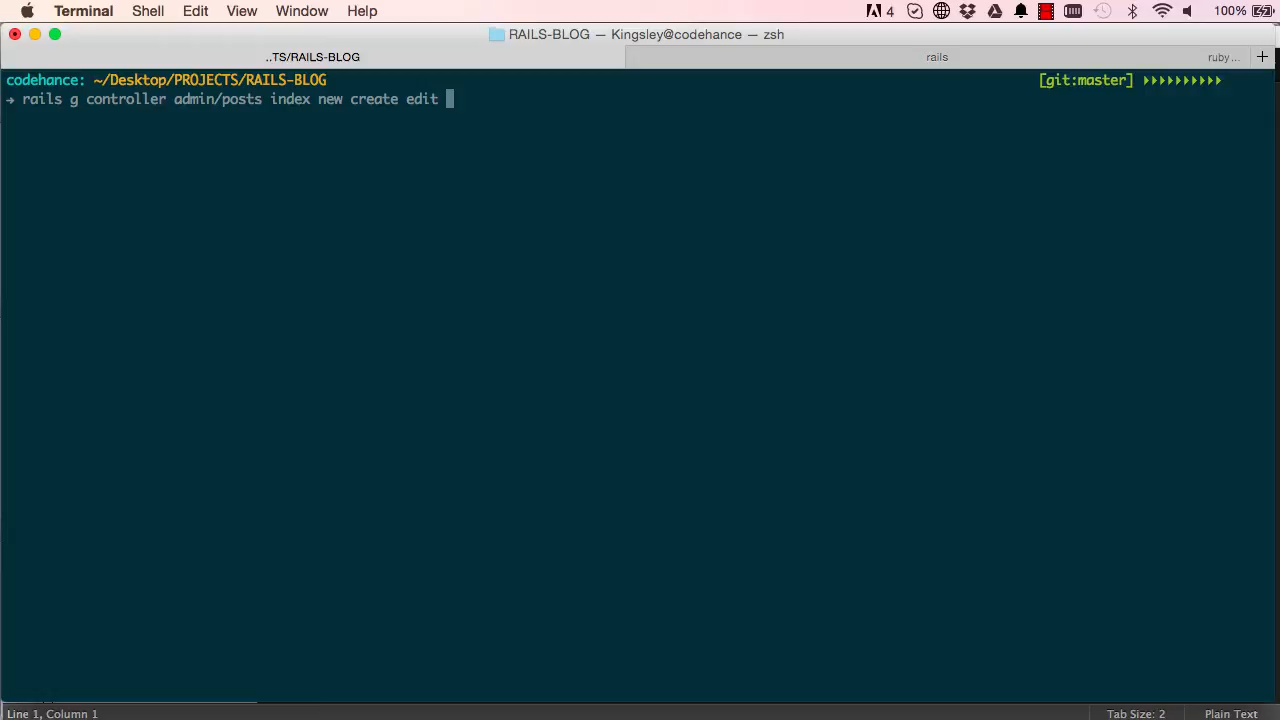 Terminal Shell Edit View Window Help 4 100%
RAILS-BLOG — Kingsley@codehance — zsh
..TS/RAILS-BLOG rails ruby... +
codehance: ~/Desktop/PROJECTS/RAILS-BLOG [git:master]
→ rails g controller admin/posts index new create edit
Line 1, Column 1 Tab Size: 2 Plain Text